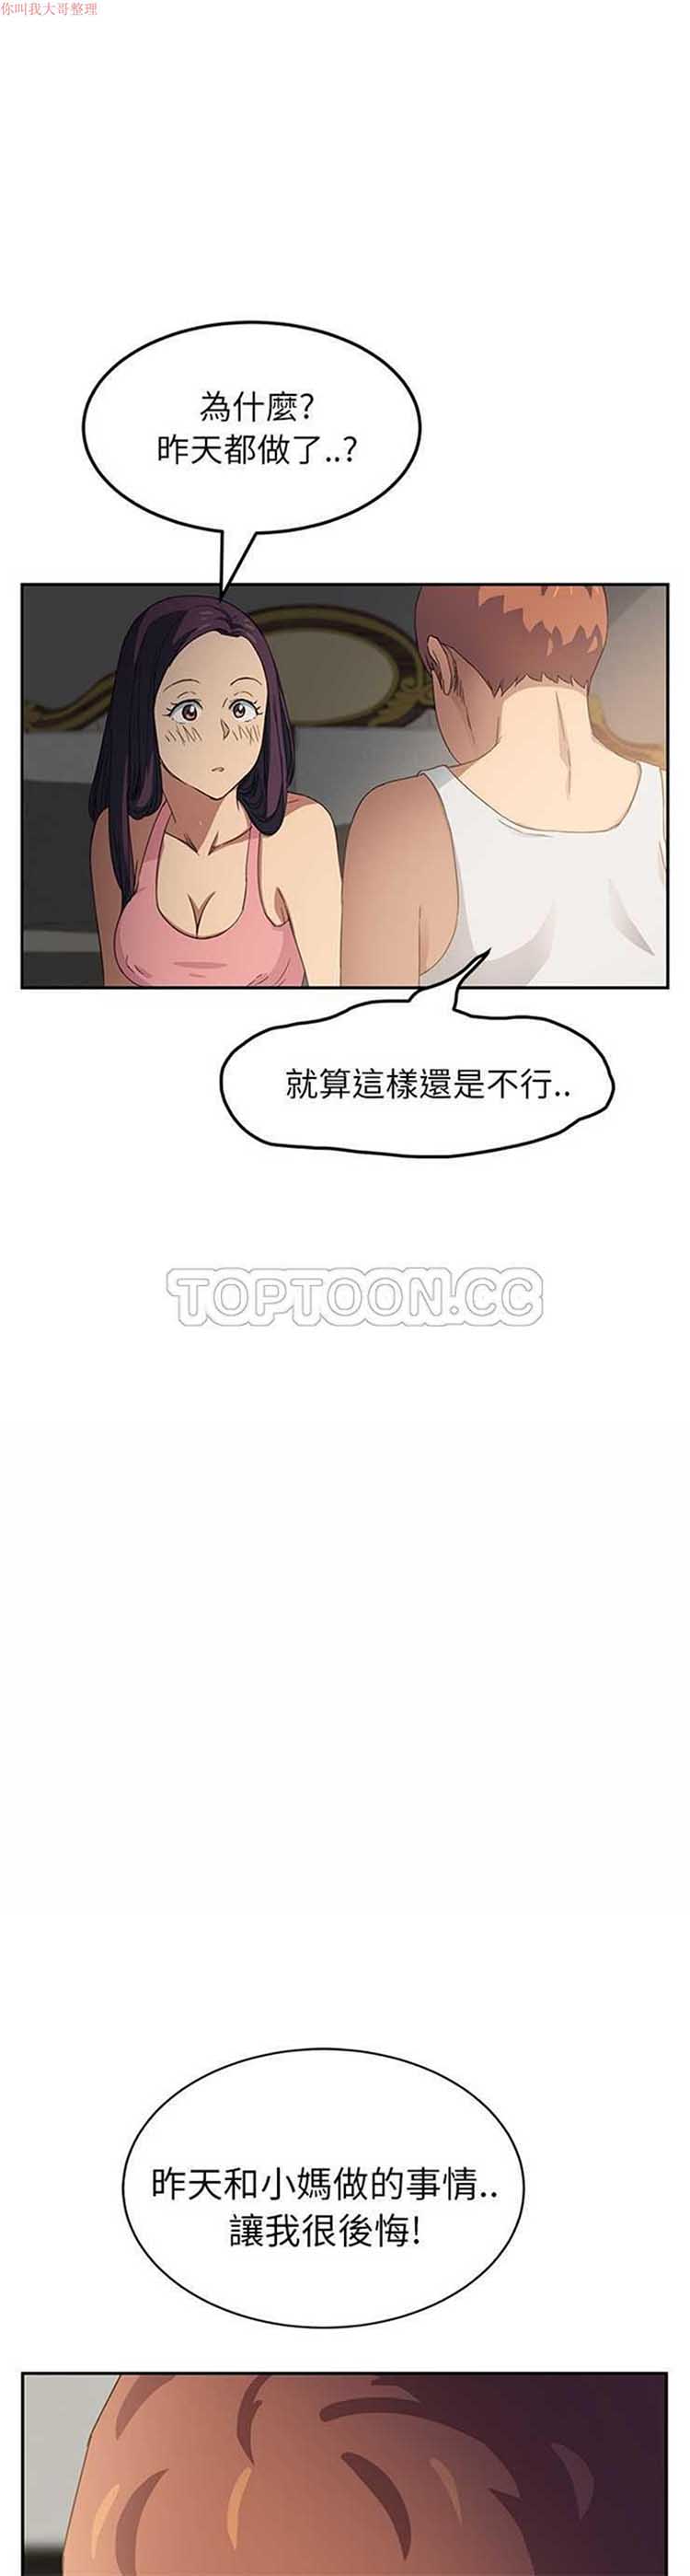 你叫我大哥整理
為什麼?
昨天都做了..?
就算這樣還是不行..
TOPTOON.CC
昨天和小媽做的事情..
讓我很後悔!